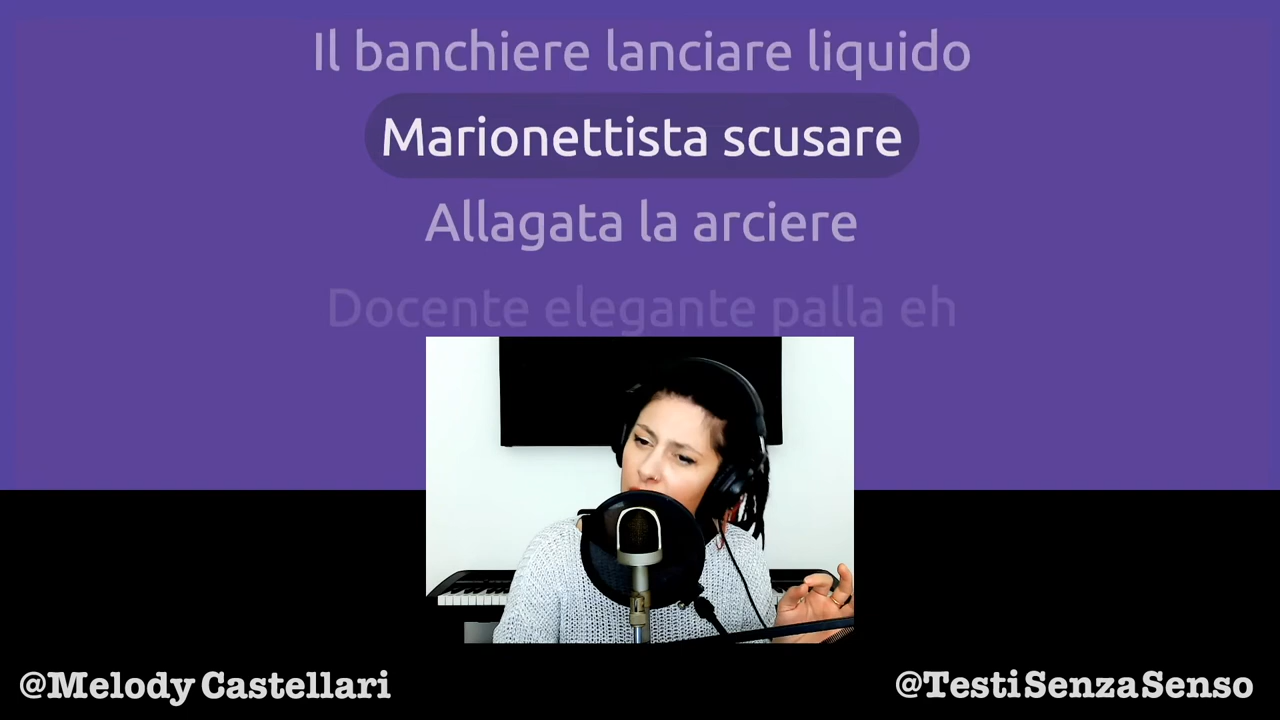 Il banchiere lanciare liquido
Marionettista scusare
Allagata la arciere
Docente elegante palla eh
@Melody Castellari
@TestiSenzaSenso